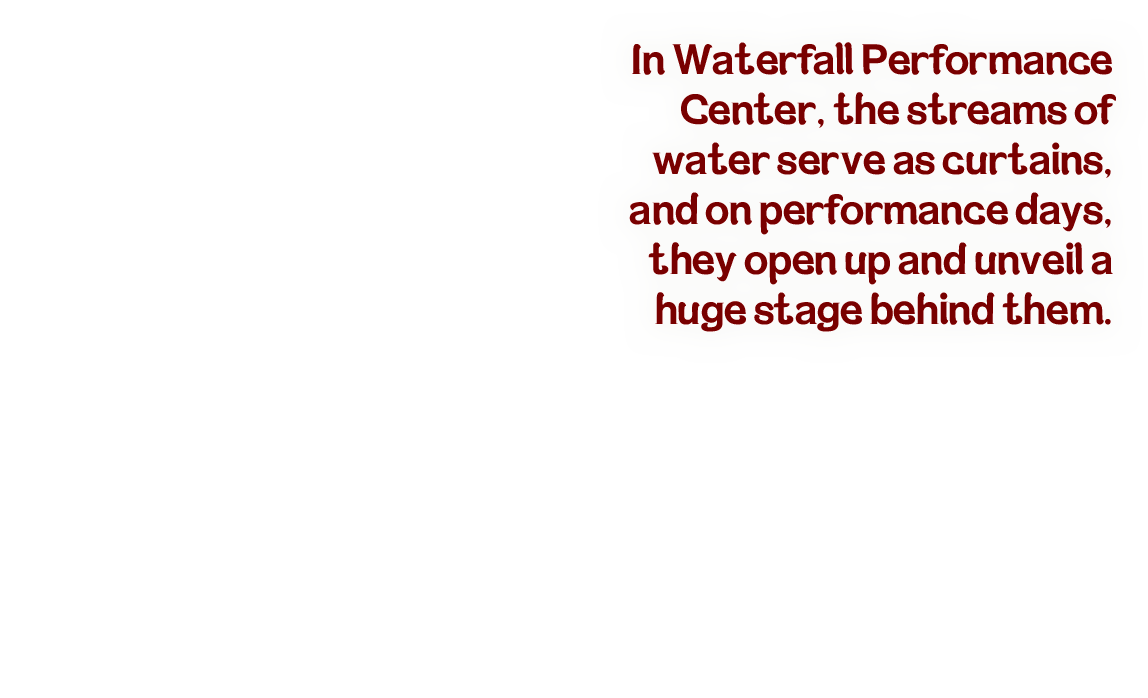 In Waterfall Performance
Center, the streams of
water serve as curtains,
and on performance days,
they open up and unveil a
huge stage behind them.